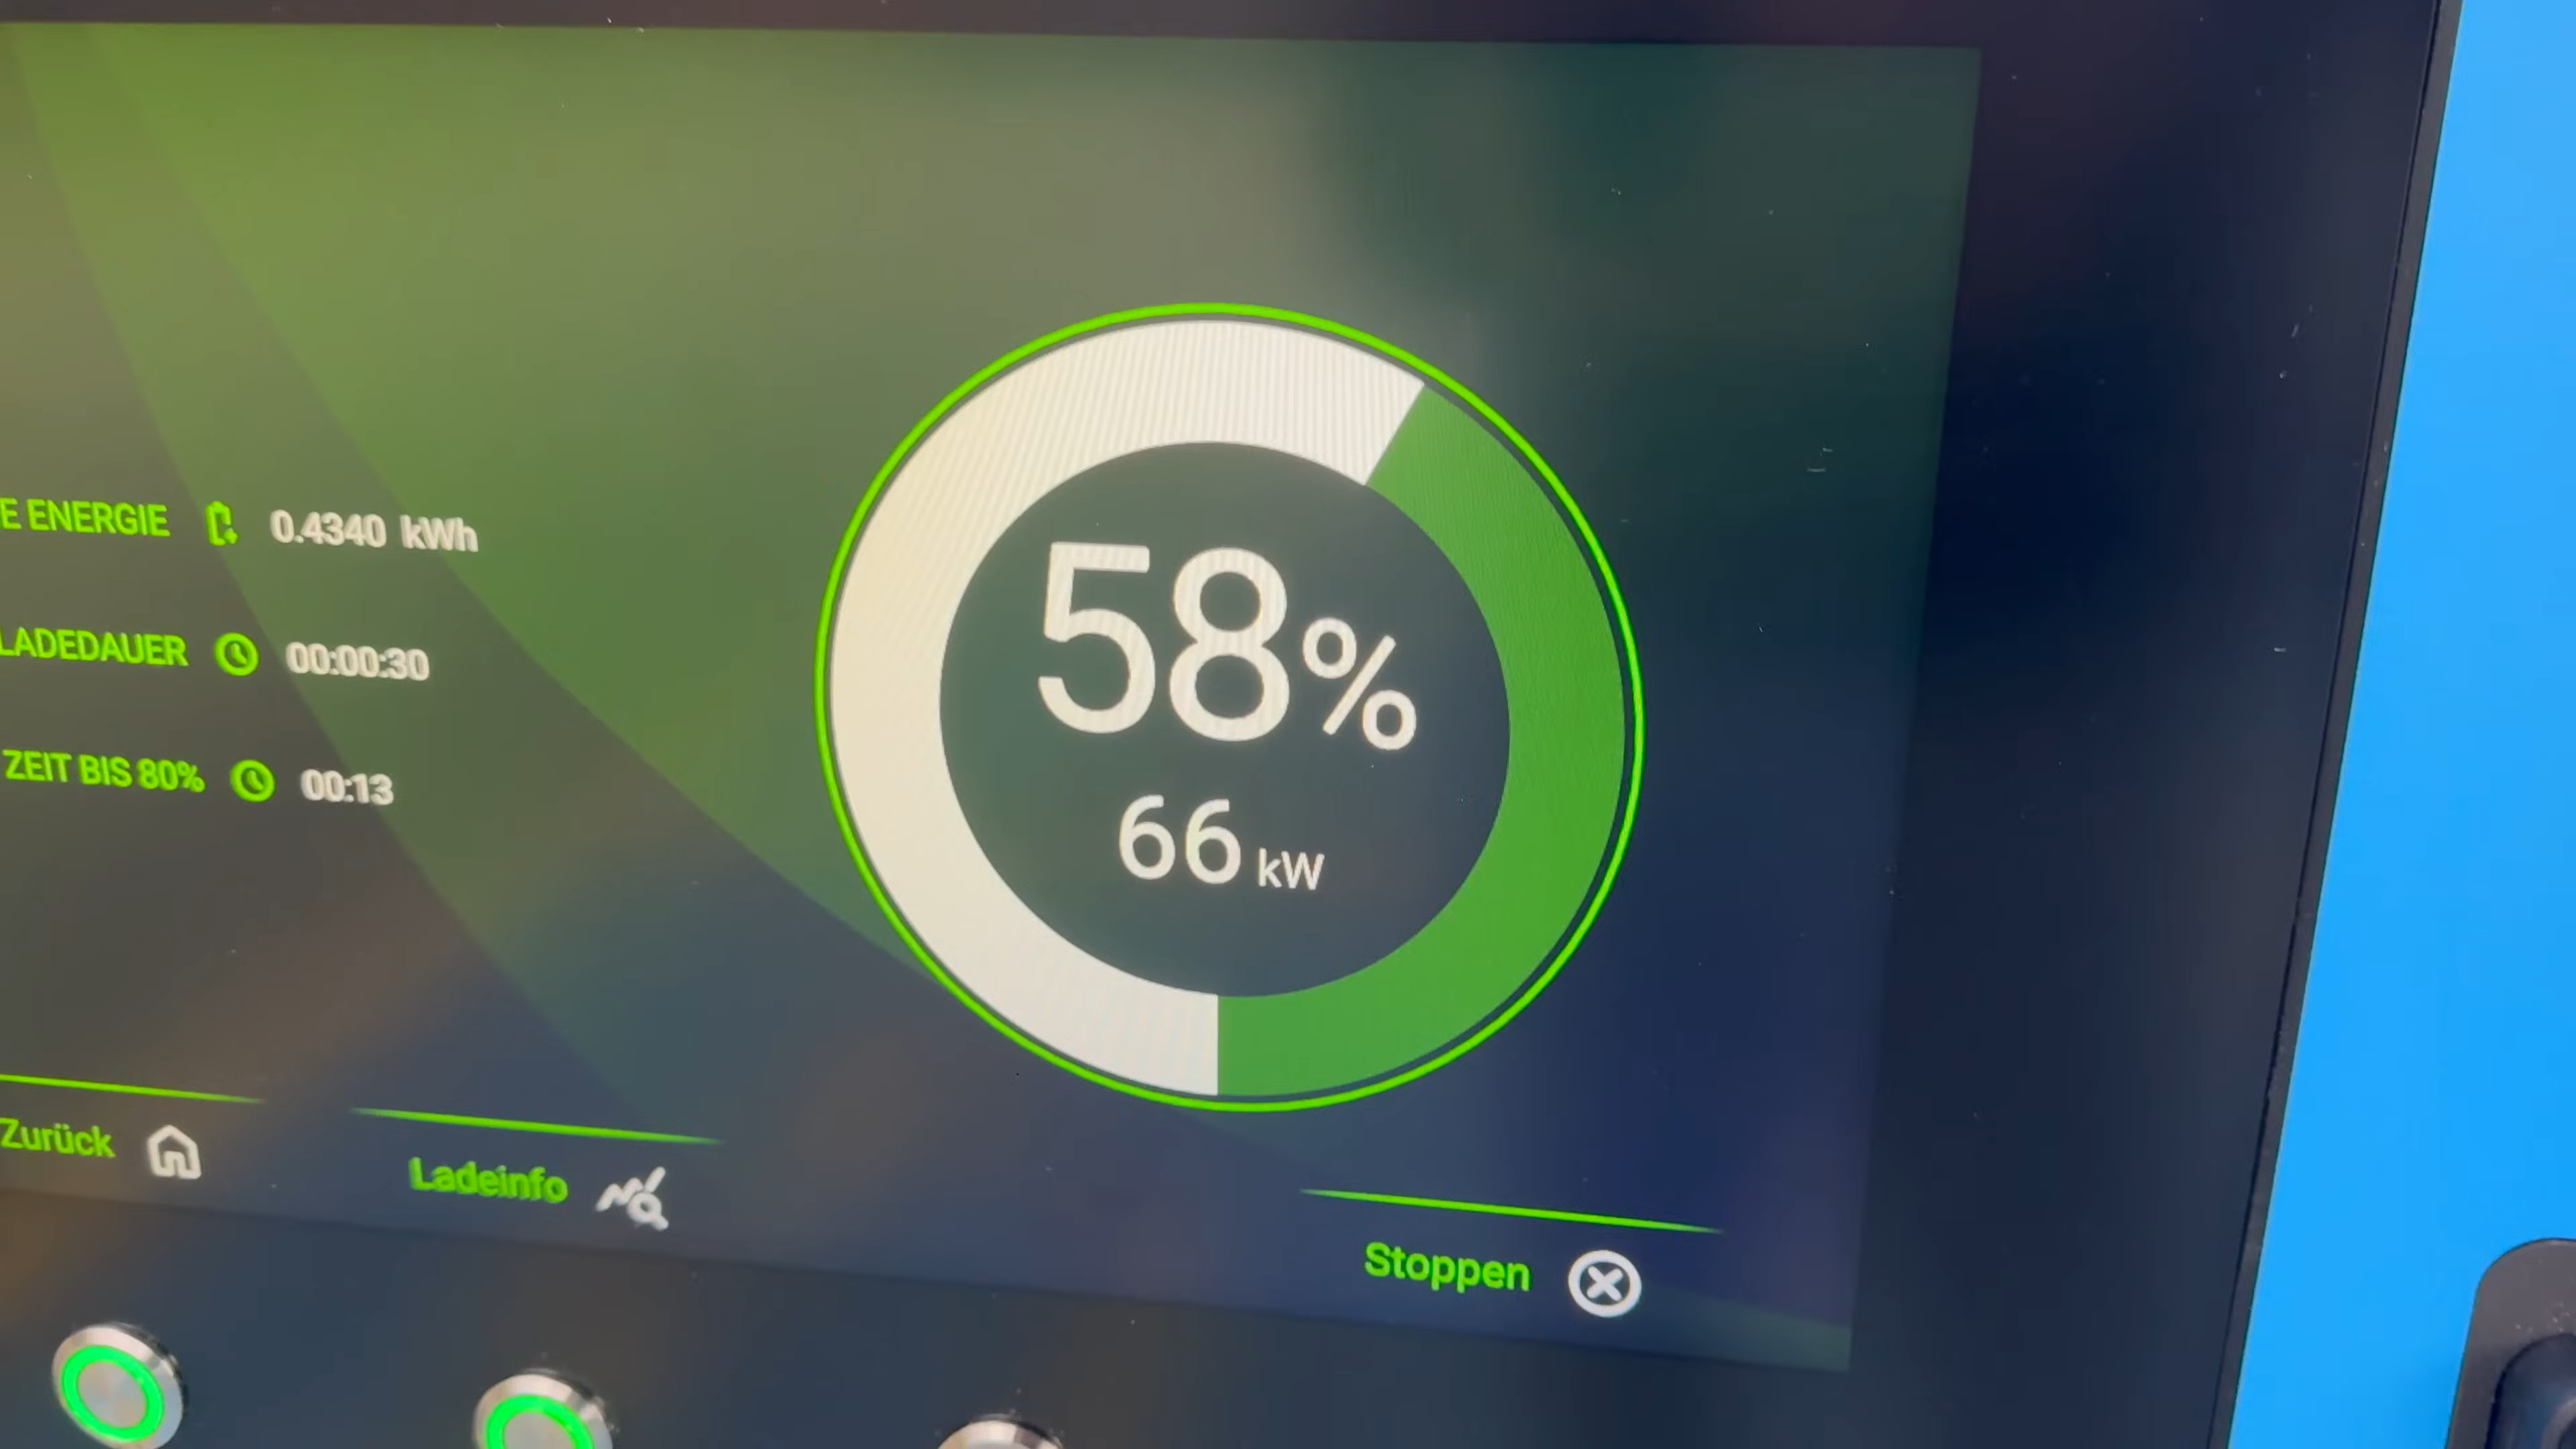 E ENERGIE 0.4340 kWh
LADEDAUER 00:00:30
ZEIT BIS 80% 00:13
58%
66 kW
Zurück
Ladeinfo
Stoppen